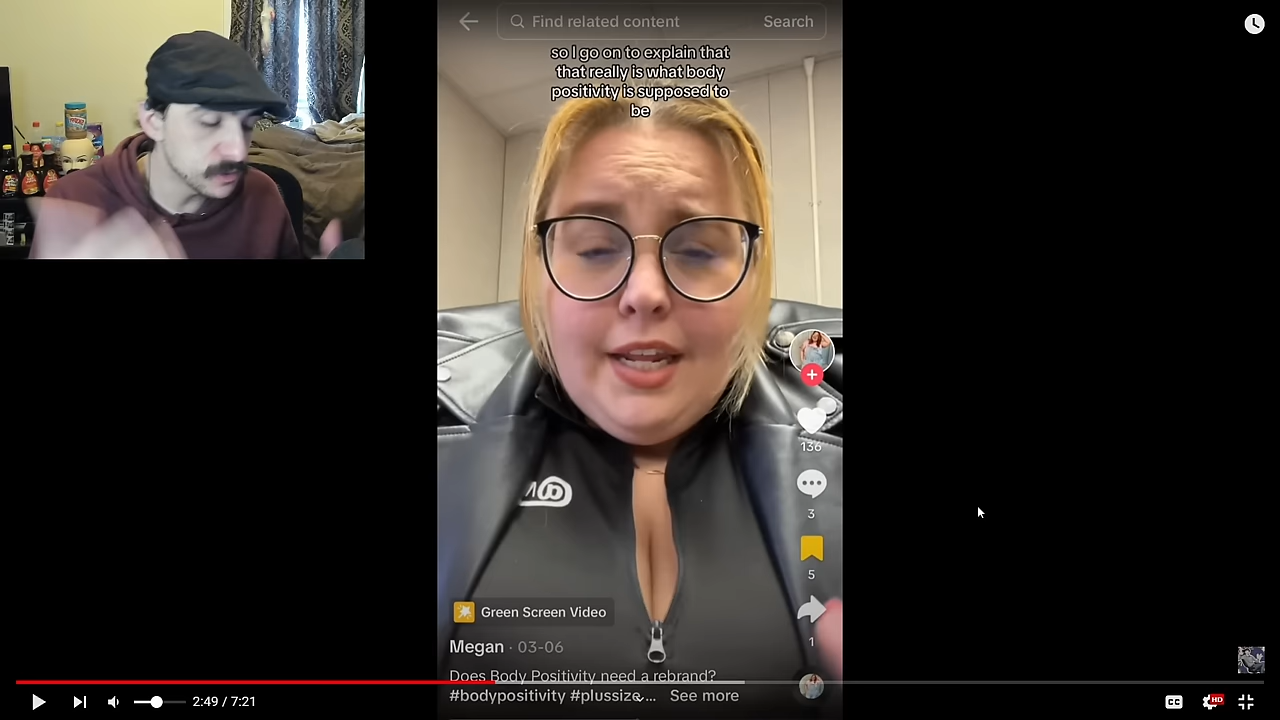 Find related content
Search
so I go on to explain that
that really is what body
positivity is supposed to
be
136
3
5
1
Green Screen Video
Megan · 03-06
Does Body Positivity need a rebrand?
#bodypositivity #plussize... See more
2:49 / 7:21
CC
HD